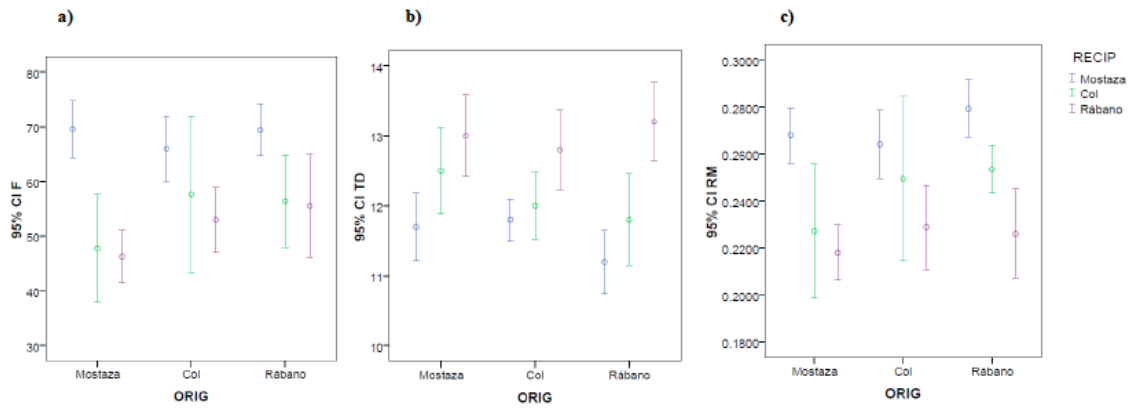 a)
80
70
60
50
40
30
95% CI F
Mostaza Col Rábano
ORIG
b)
14
13
12
11
10
95% CI TD
Mostaza Col Rábano
ORIG
c)
0.3000
0.2800
0.2600
0.2400
0.2200
0.2000
0.1800
95% CI RM
Mostaza Col Rábano
ORIG
RECIP
Mostaza
Col
Rábano